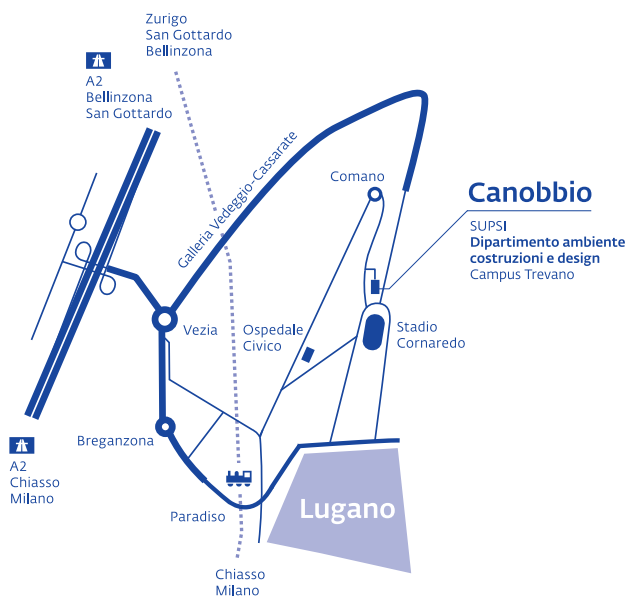 Zurigo
San Gottardo
Bellinzona
A2
Bellinzona
San Gottardo
Galleria Vedeggio-Cassarate
Comano
Canobbio
SUPSI
Dipartimento ambiente
costruzioni e design
Campus Trevano
Vezia
Ospedale
Civico
Stadio
Cornaredo
Breganzona
A2
Chiasso
Milano
Paradiso
Lugano
Chiasso
Milano